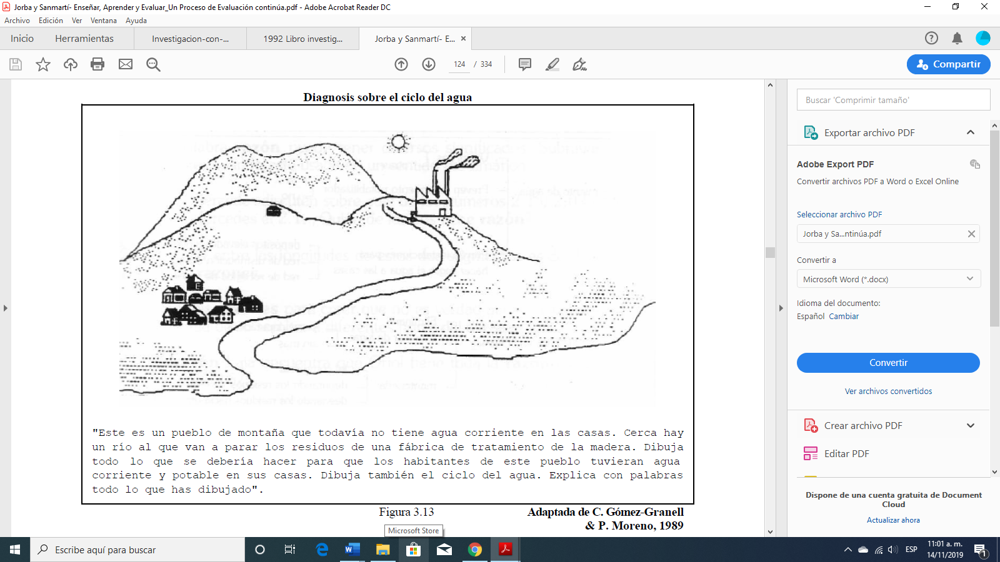 Jorba y Sanmartí- Enseñar, Aprender y Evaluar_Un Proceso de Evaluación continúa.pdf - Adobe Acrobat Reader DC
Archivo Edición Ver Ventana Ayuda
Inicio Herramientas Investigacion-con-... 1992 Libro investig... Jorba y Sanmartí- E...
124 / 334
Compartir
Diagnosis sobre el ciclo del agua
"Este es un pueblo de montaña que todavía no tiene agua corriente en las casas. Cerca hay
un río al que van a parar los residuos de una fábrica de tratamiento de la madera. Dibuja
todo lo que se debería hacer para que los habitantes de este pueblo tuvieran agua
corriente y potable en sus casas. Dibuja también el ciclo del agua. Explica con palabras
todo lo que has dibujado".
Figura 3.13 Adaptada de C. Gómez-Granell
& P. Moreno, 1989
Microsoft Store
Buscar 'Comprimir tamaño'
Exportar archivo PDF
Adobe Export PDF
Convertir archivos PDF a Word o Excel Online
Seleccionar archivo PDF
Jorba y Sa...ntinúa.pdf
Convertir a
Microsoft Word (*.docx)
Idioma del documento:
Español Cambiar
Convertir
Ver archivos convertidos
Crear archivo PDF
Editar PDF
Dispone de una cuenta gratuita de Document
Cloud
Actualizar ahora
Escribe aquí para buscar
ESP
11:01 a. m.
14/11/2019
1